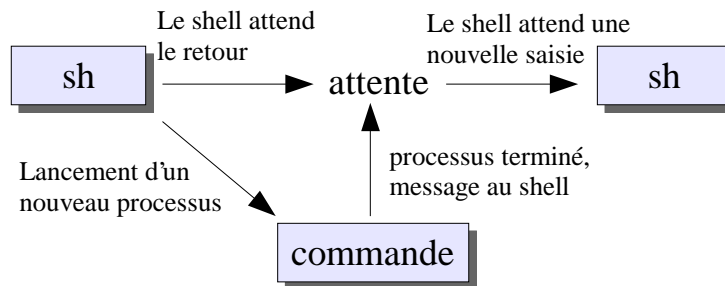 Le shell attend
le retour
Le shell attend une
nouvelle saisie
sh
attente
sh
Lancement d'un
nouveau processus
processus terminé,
message au shell
commande